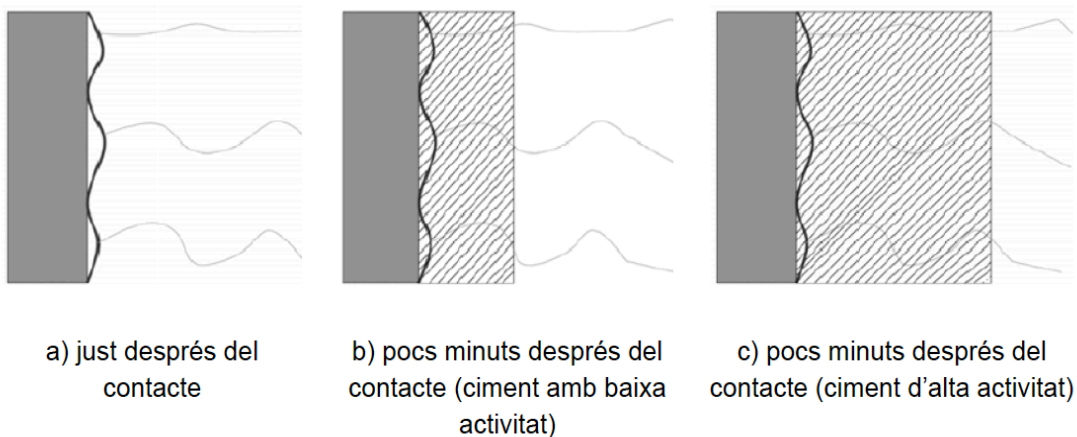 a) just després del
contacte
b) pocs minuts després del
contacte (ciment amb baixa
activitat)
c) pocs minuts després del
contacte (ciment d’alta activitat)